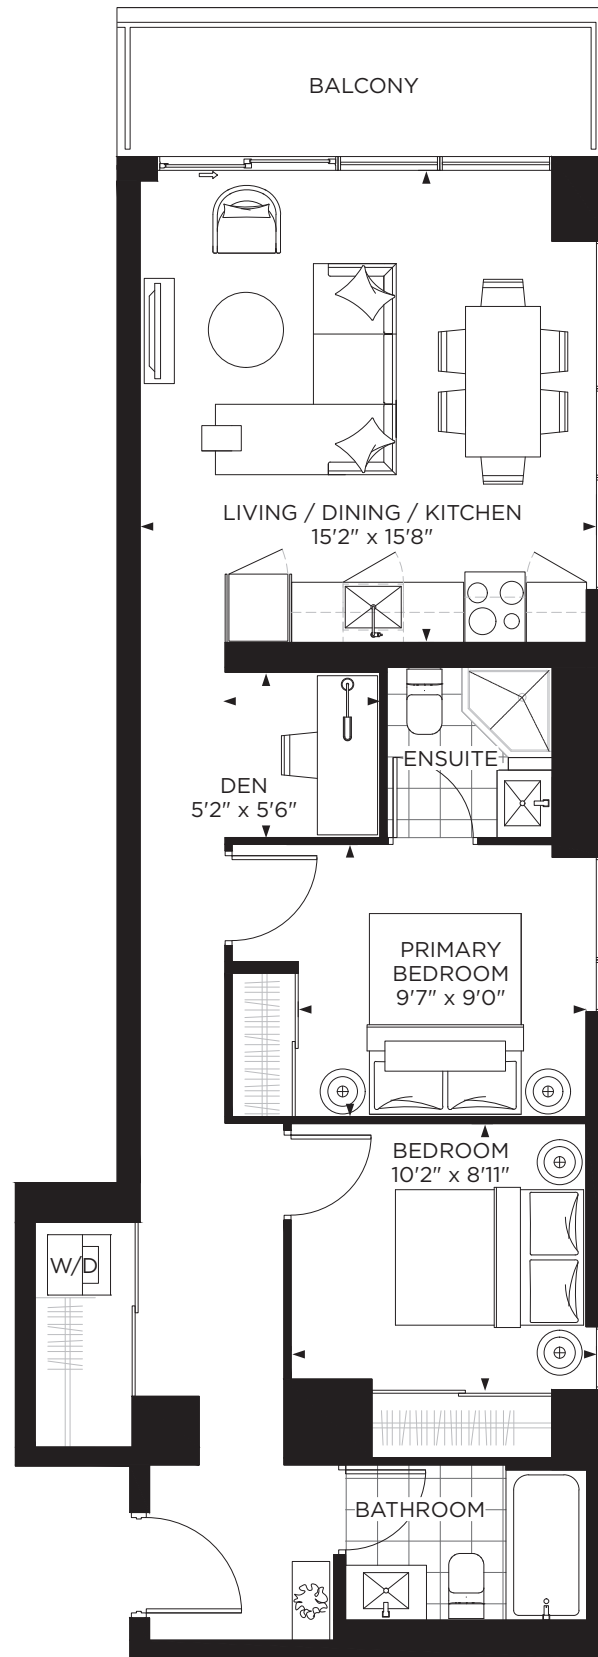 BALCONY
LIVING / DINING / KITCHEN
15'2" x 15'8"
ENSUITE
DEN
5'2" x 5'6"
PRIMARY
BEDROOM
9'7" x 9'0"
BEDROOM
10'2" x 8'11"
W/D
BATHROOM